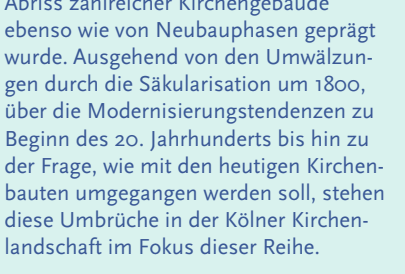 Abriss zahlreicher Kirchengebäude
ebenso wie von Neubauphasen geprägt
wurde. Ausgehend von den Umwälzun-
gen durch die Säkularisation um 1800,
über die Modernisierungstendenzen zu
Beginn des 20. Jahrhunderts bis hin zu
der Frage, wie mit den heutigen Kirchen-
bauten umgegangen werden soll, stehen
diese Umbrüche in der Kölner Kirchen-
landschaft im Fokus dieser Reihe.